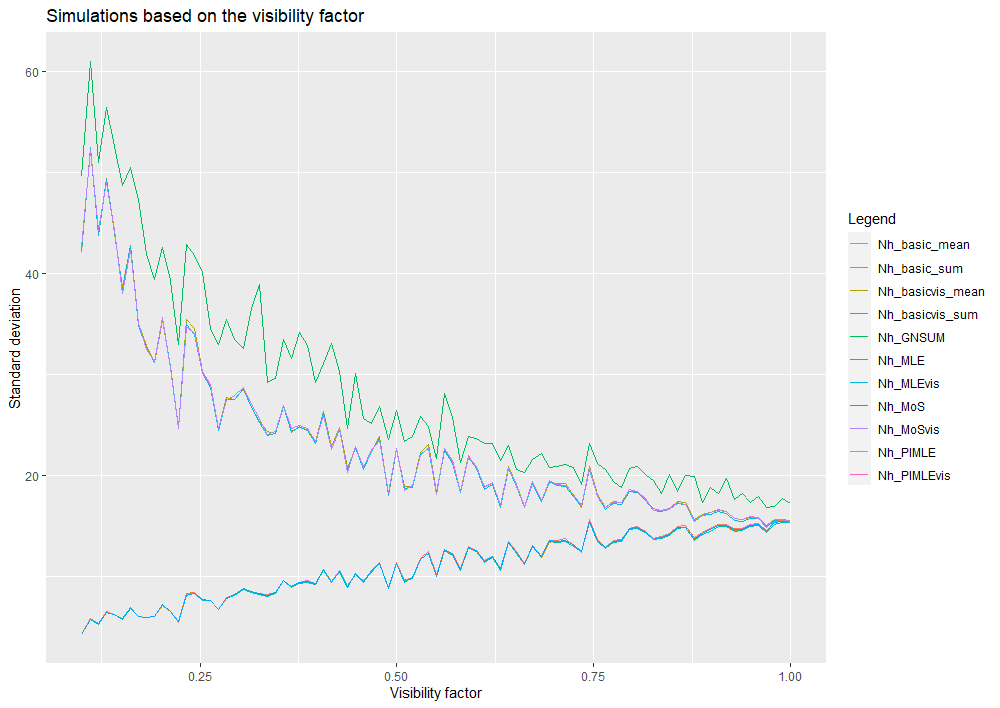 Simulations based on the visibility factor
Standard deviation
60
40
20
0.25
0.50
0.75
1.00
Visibility factor
Legend
Nh_basic_mean
Nh_basic_sum
Nh_basicvis_mean
Nh_basicvis_sum
Nh_GNSUM
Nh_MLE
Nh_MLEvis
Nh_MoS
Nh_MoSvis
Nh_PIMLE
Nh_PIMLEvis